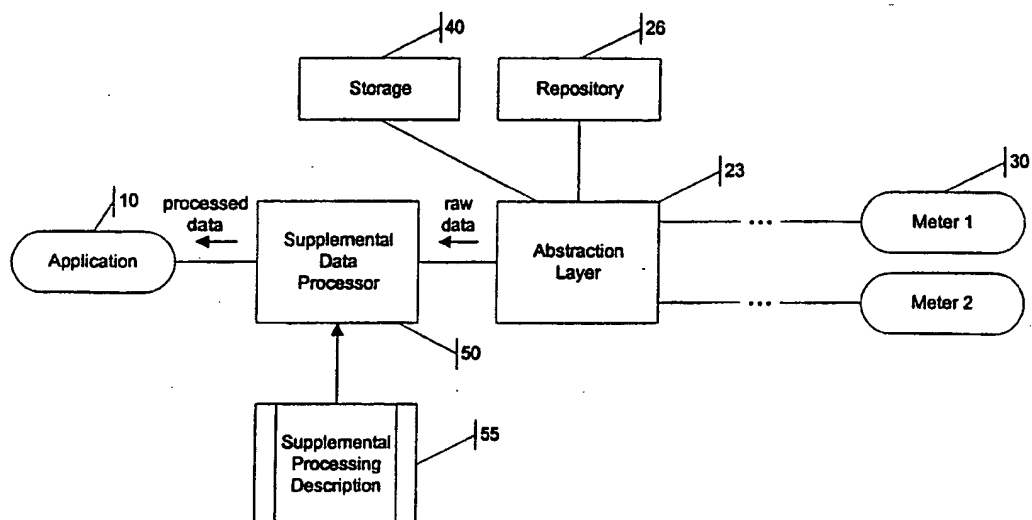 40
26
Storage
Repository
23
30
10
processed
data
raw
data
Supplemental
Data
Processor
Abstraction
Layer
...
Meter 1
Application
...
Meter 2
50
Supplemental
Processing
Description
55